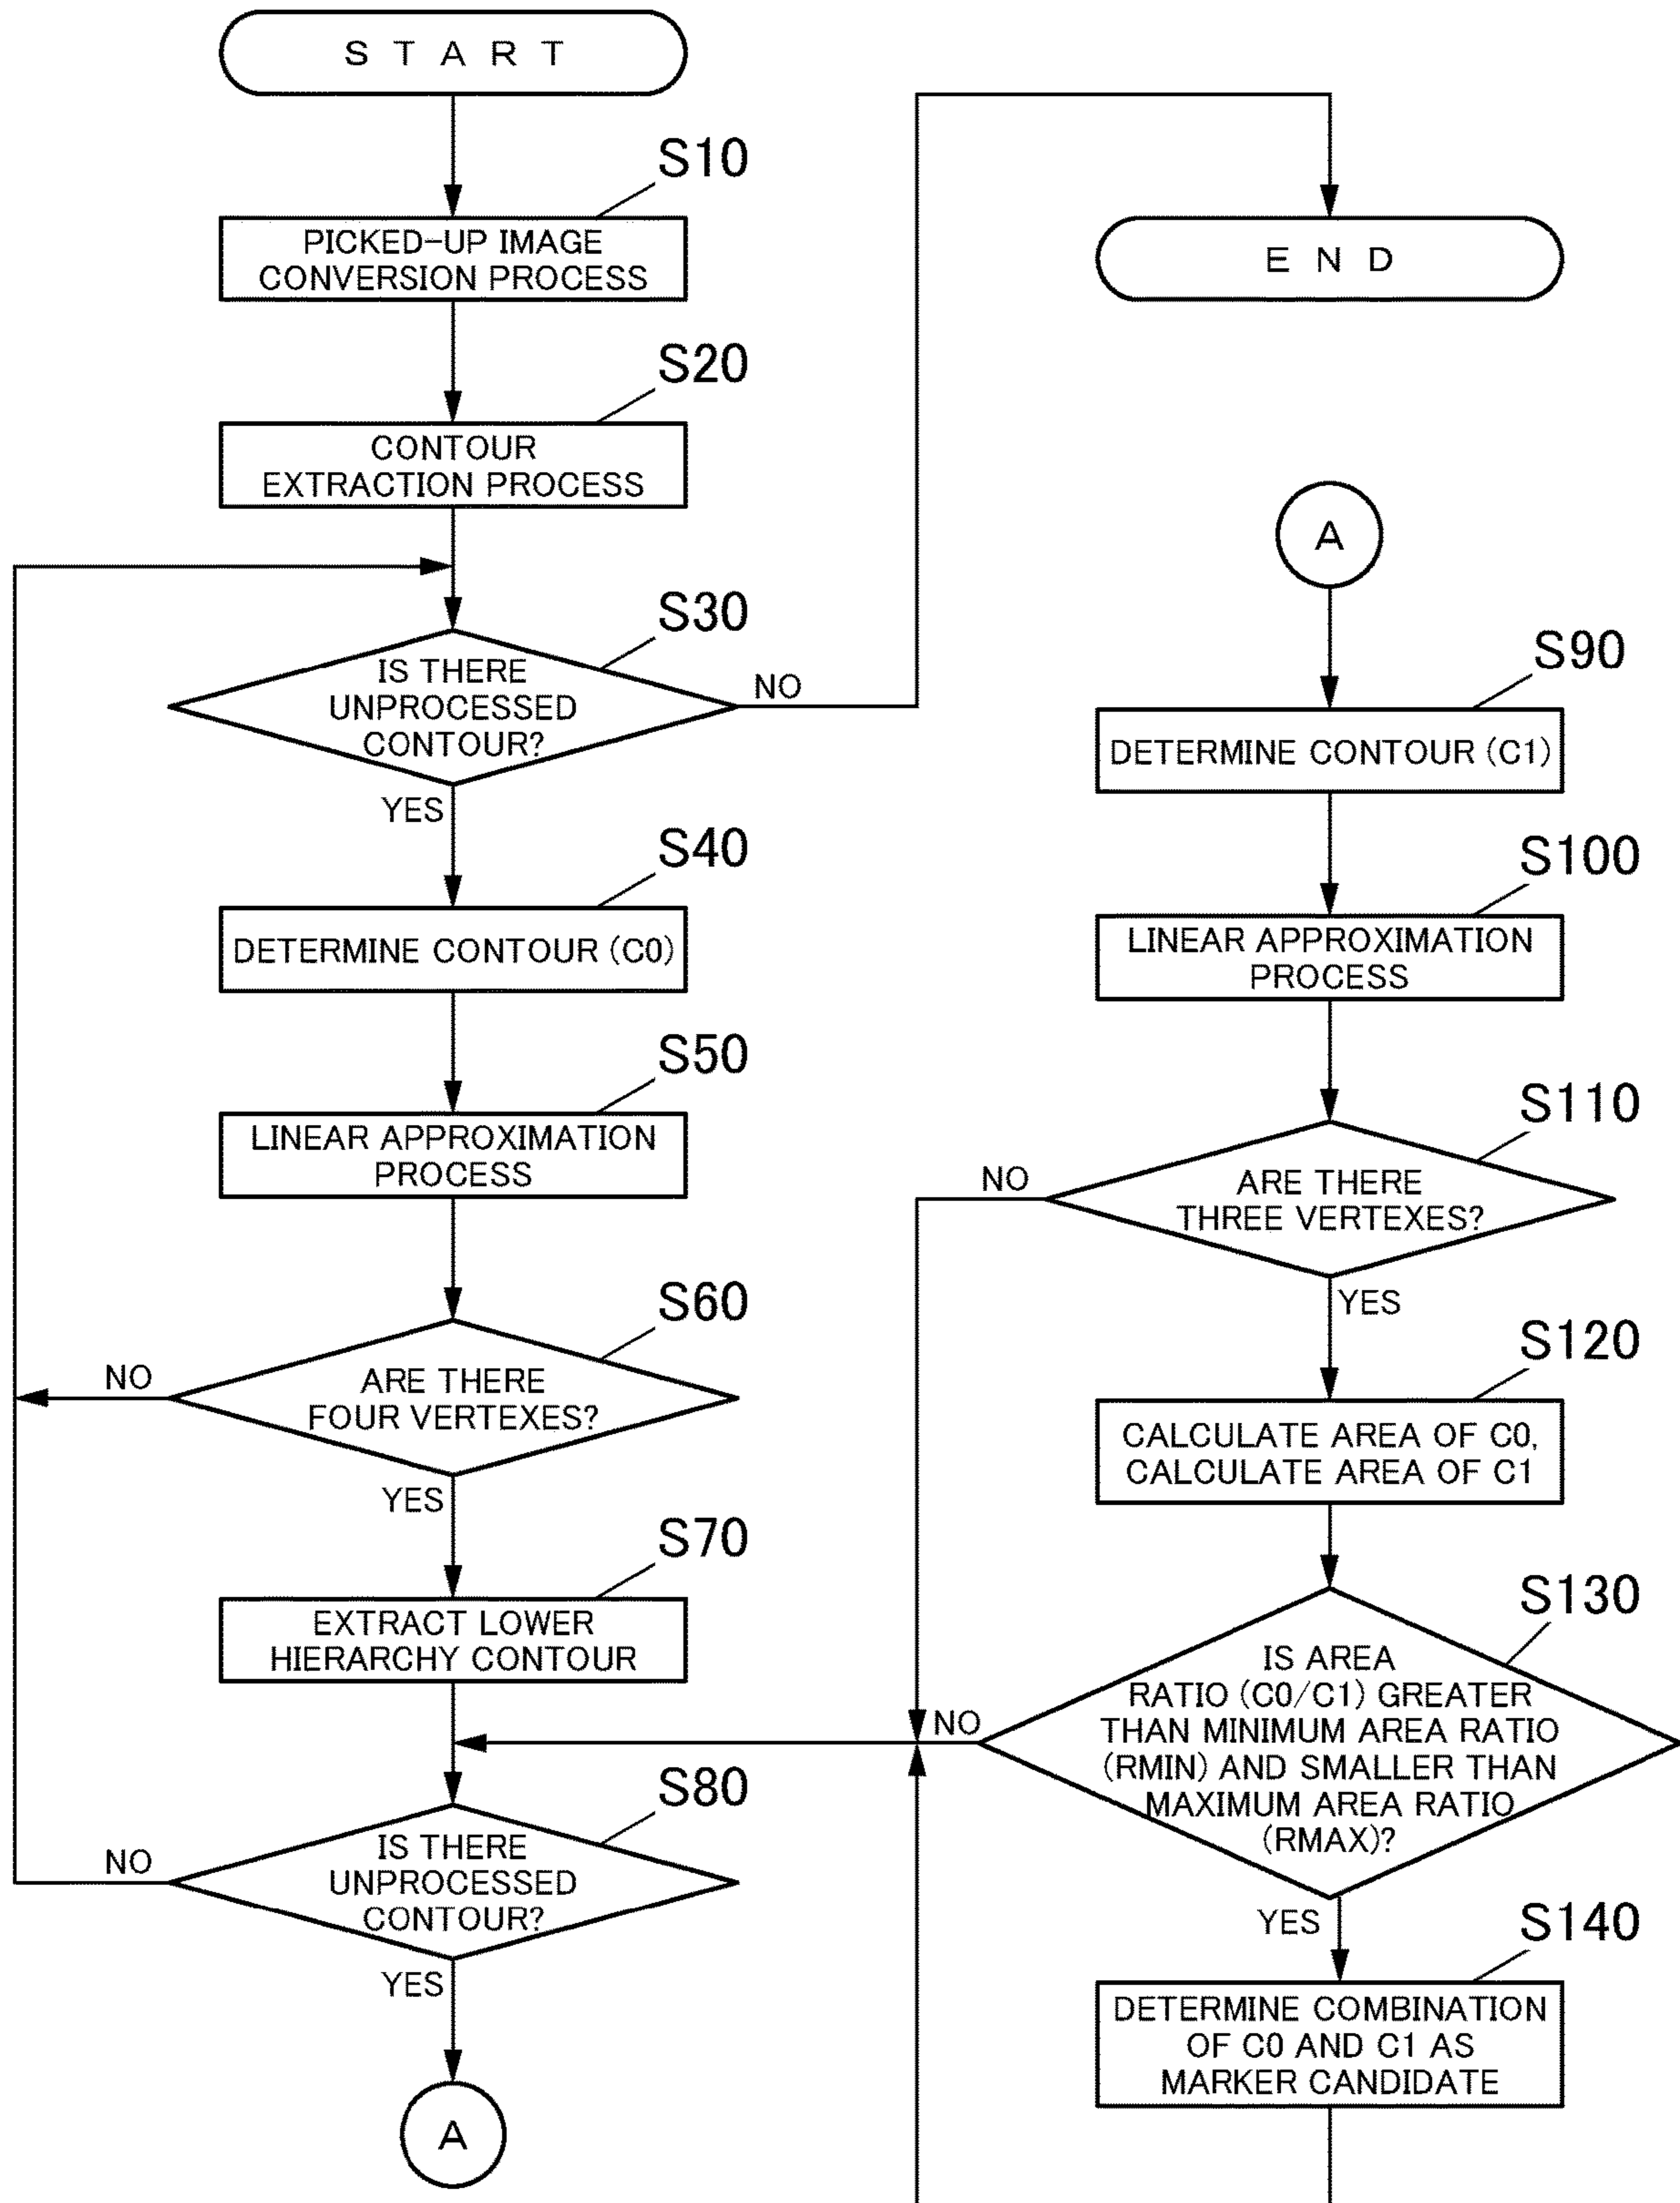 START
S10
PICKED-UP IMAGE
CONVERSION PROCESS
S20
CONTOUR
EXTRACTION PROCESS
S30
IS THERE
UNPROCESSED
CONTOUR?
NO
YES
S40
DETERMINE CONTOUR (C0)
S50
LINEAR APPROXIMATION
PROCESS
S60
ARE THERE
FOUR VERTEXES?
NO
YES
S70
EXTRACT LOWER
HIERARCHY CONTOUR
S80
IS THERE
UNPROCESSED
CONTOUR?
NO
YES
A
END
A
S90
DETERMINE CONTOUR (C1)
S100
LINEAR APPROXIMATION
PROCESS
S110
ARE THERE
THREE VERTEXES?
NO
YES
S120
CALCULATE AREA OF C0,
CALCULATE AREA OF C1
S130
IS AREA
RATIO (C0/C1) GREATER
THAN MINIMUM AREA RATIO
(RMIN) AND SMALLER THAN
MAXIMUM AREA RATIO
(RMAX)?
NO
YES
S140
DETERMINE COMBINATION
OF C0 AND C1 AS
MARKER CANDIDATE